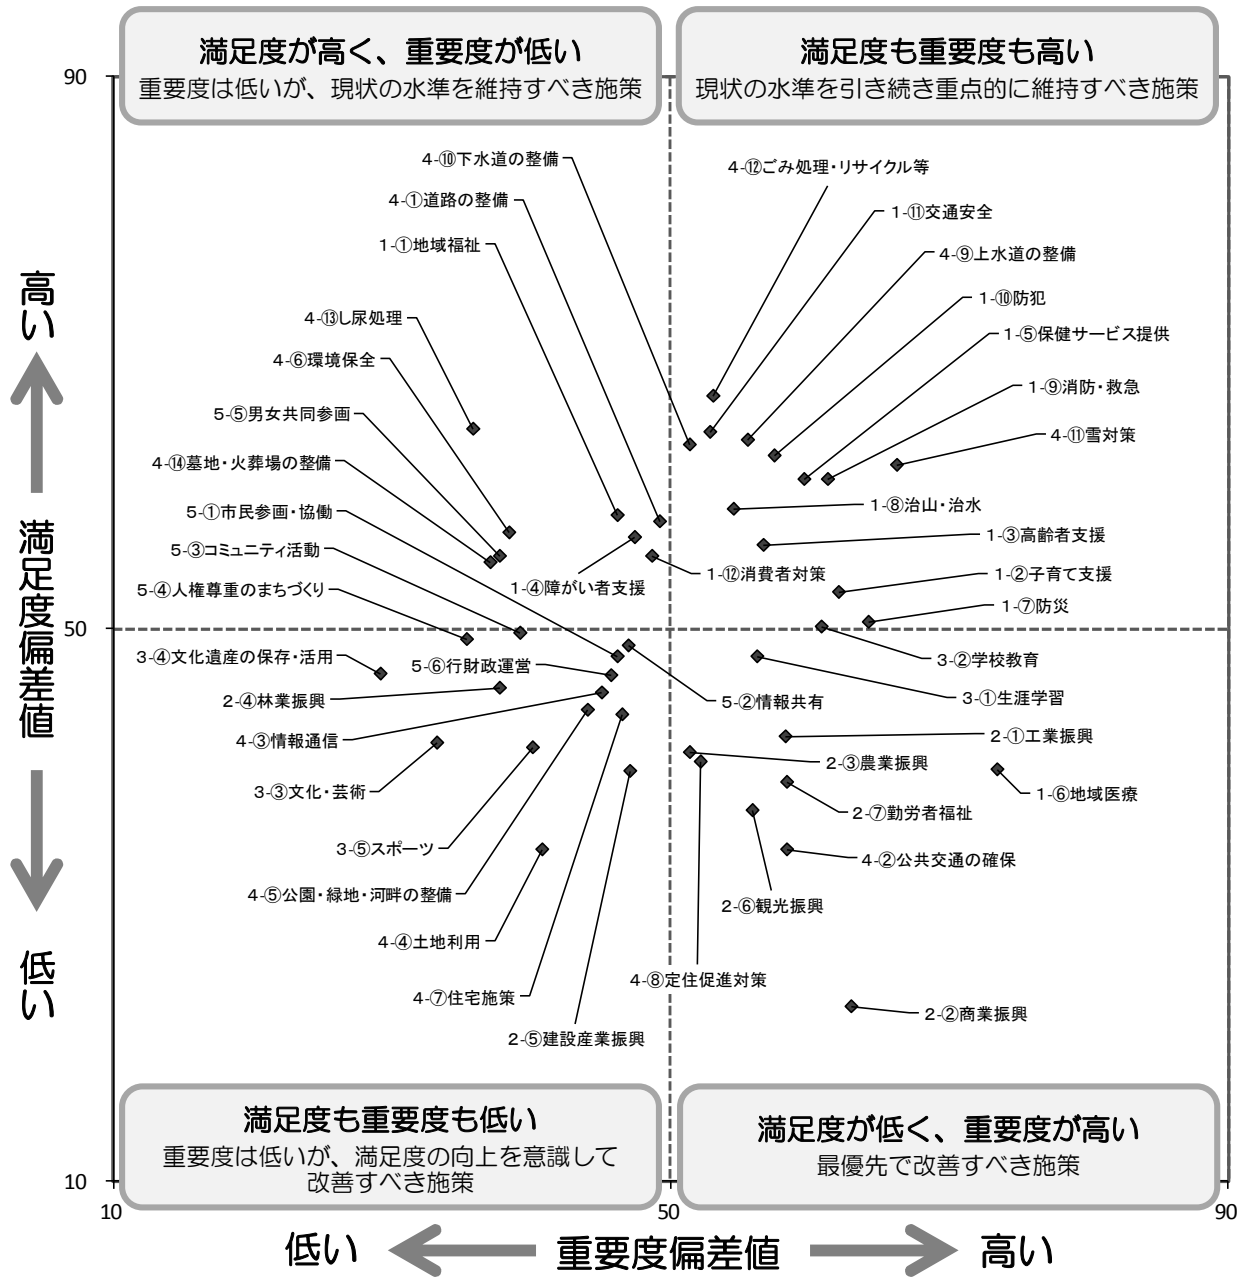 満足度が高く、重要度が低い
重要度は低いが、現状の水準を維持すべき施策
満足度も重要度も高い
現状の水準を引き続き重点的に維持すべき施策
90
4-⑩下水道の整備
4-⑫ごみ処理・リサイクル等
4-①道路の整備
1-⑪交通安全
1-①地域福祉
4-⑨上水道の整備
高い
1-⑩防犯
4-⑬し尿処理
1-⑤保健サービス提供
4-⑥環境保全
1-⑨消防・救急
5-⑤男女共同参画
4-⑪雪対策
4-⑭墓地・火葬場の整備
1-⑧治山・治水
5-①市民参画・協働
1-③高齢者支援
5-③コミュニティ活動
1-⑫消費者対策
1-②子育て支援
1-④障がい者支援
5-④人権尊重のまちづくり
1-⑦防災
満足度偏差値
50
3-④文化遺産の保存・活用
5-⑥行財政運営
3-②学校教育
2-④林業振興
5-②情報共有
3-①生涯学習
4-③情報通信
2-①工業振興
2-③農業振興
3-③文化・芸術
1-⑥地域医療
2-⑦勤労者福祉
3-⑤スポーツ
4-②公共交通の確保
4-⑤公園・緑地・河畔の整備
2-⑥観光振興
4-④土地利用
4-⑧定住促進対策
低い
4-⑦住宅施策
2-②商業振興
2-⑤建設産業振興
満足度も重要度も低い
重要度は低いが、満足度の向上を意識して
改善すべき施策
満足度が低く、重要度が高い
最優先で改善すべき施策
10
10
50
90
低い
重要度偏差値
高い